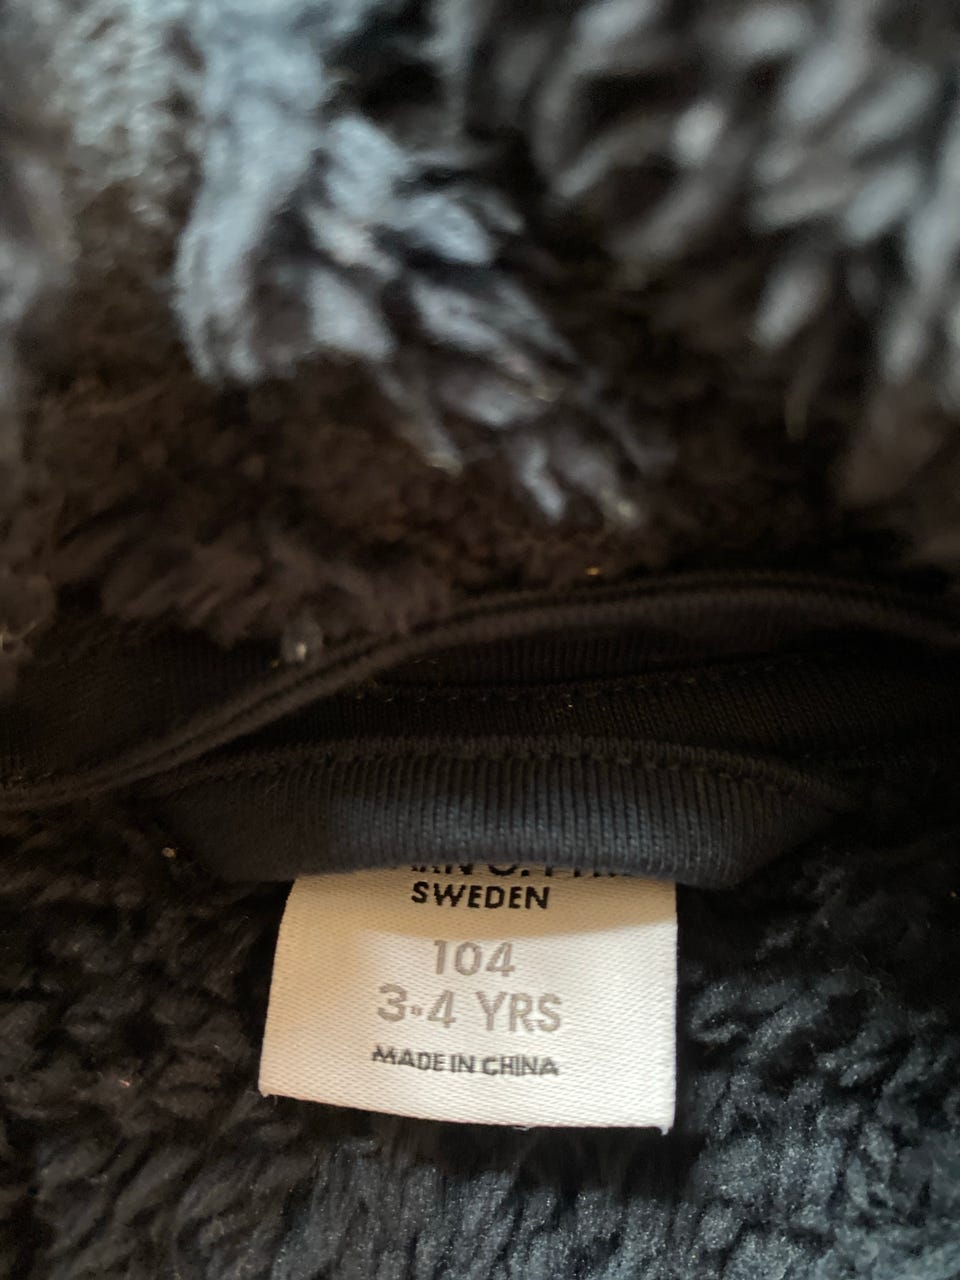 SWEDEN
104
3-4 YRS
MADE IN CHINA